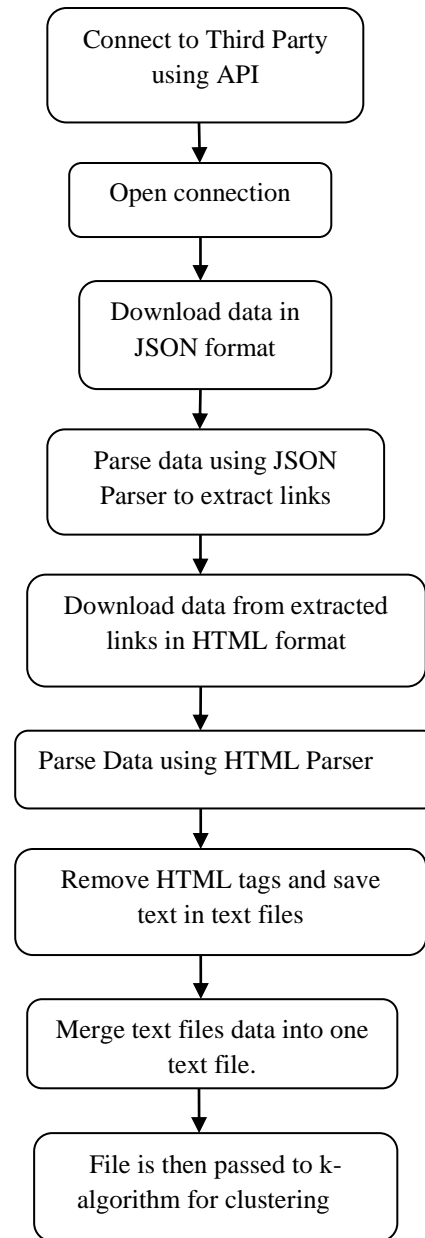 Connect to Third Party
using API
Open connection
Download data in
JSON format
Parse data using JSON
Parser to extract links
Download data from extracted
links in HTML format
Parse Data using HTML Parser
Remove HTML tags and save
text in text files
Merge text files data into one
text file.
File is then passed to k-
algorithm for clustering